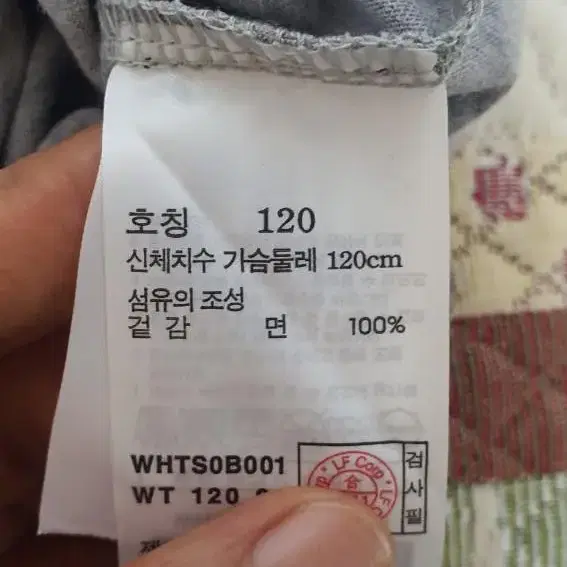 호칭 120
신체치수 가슴둘레 120cm
섬유의 조성
겉 감 면 100%
WHTS0B001
WT 120
LF Corp
合
검사필